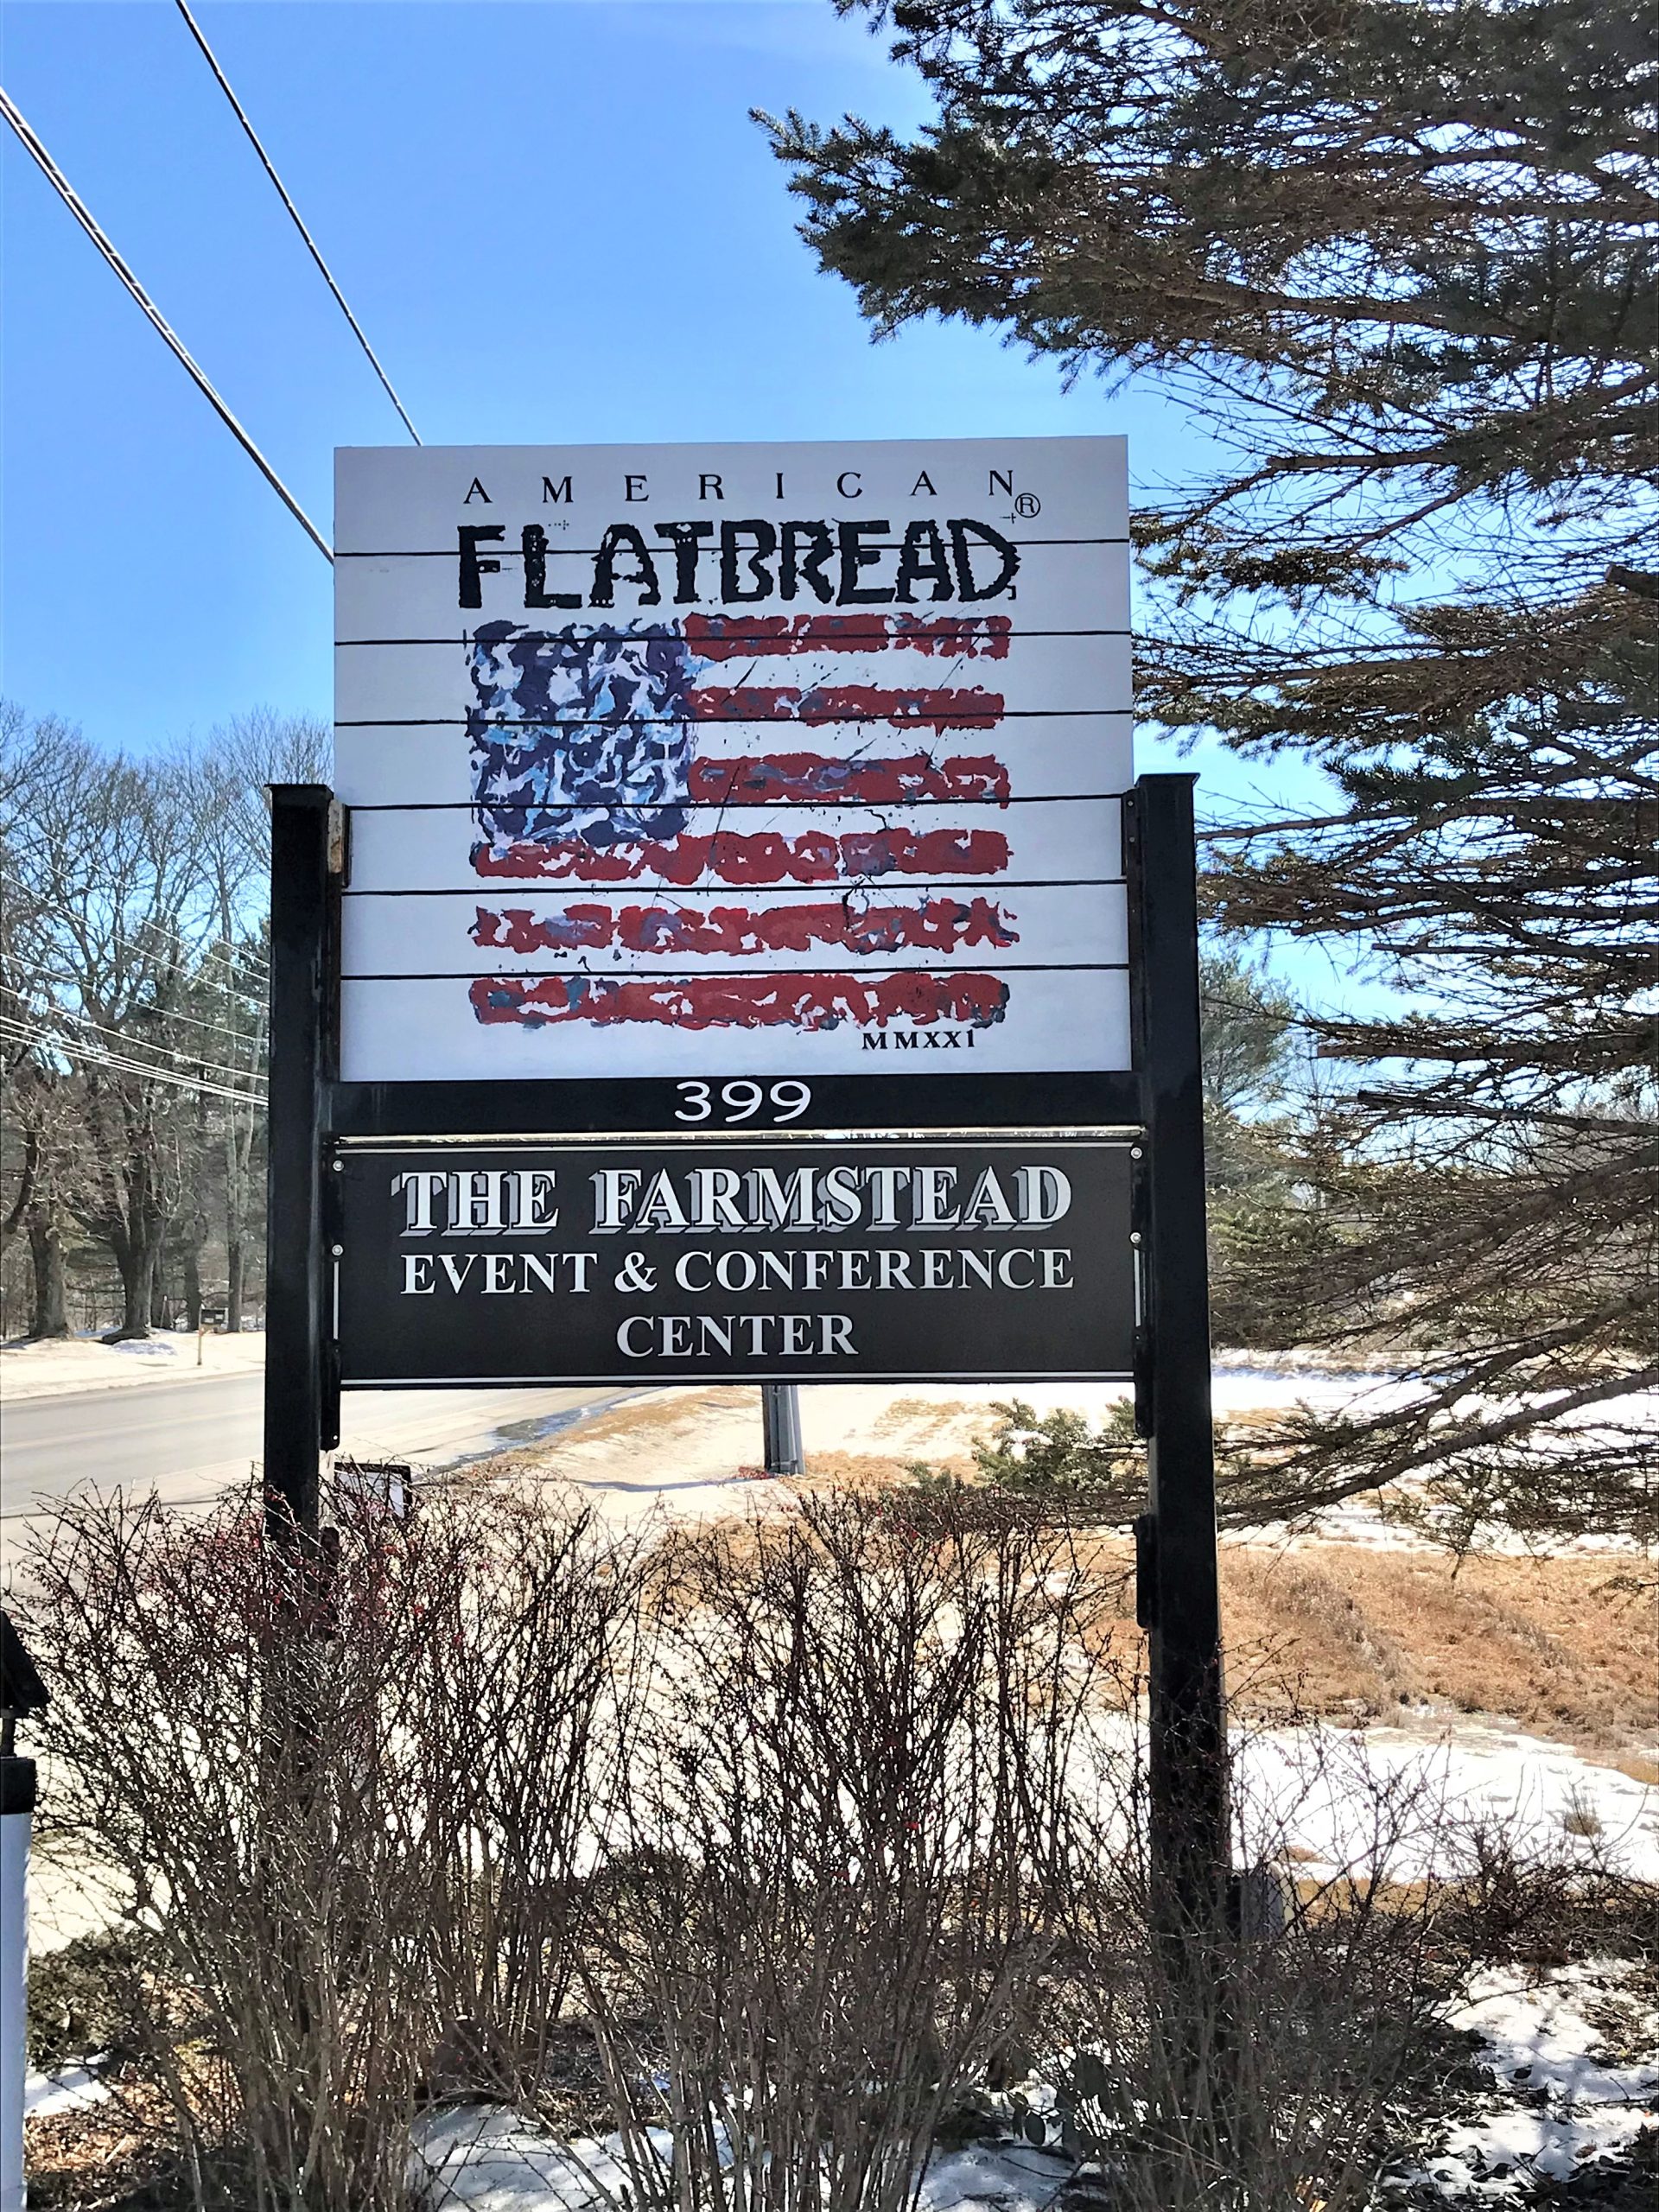 AMERICAN®
FLATBREAD
MMXXI
399
THE FARMSTEAD
EVENT & CONFERENCE
CENTER